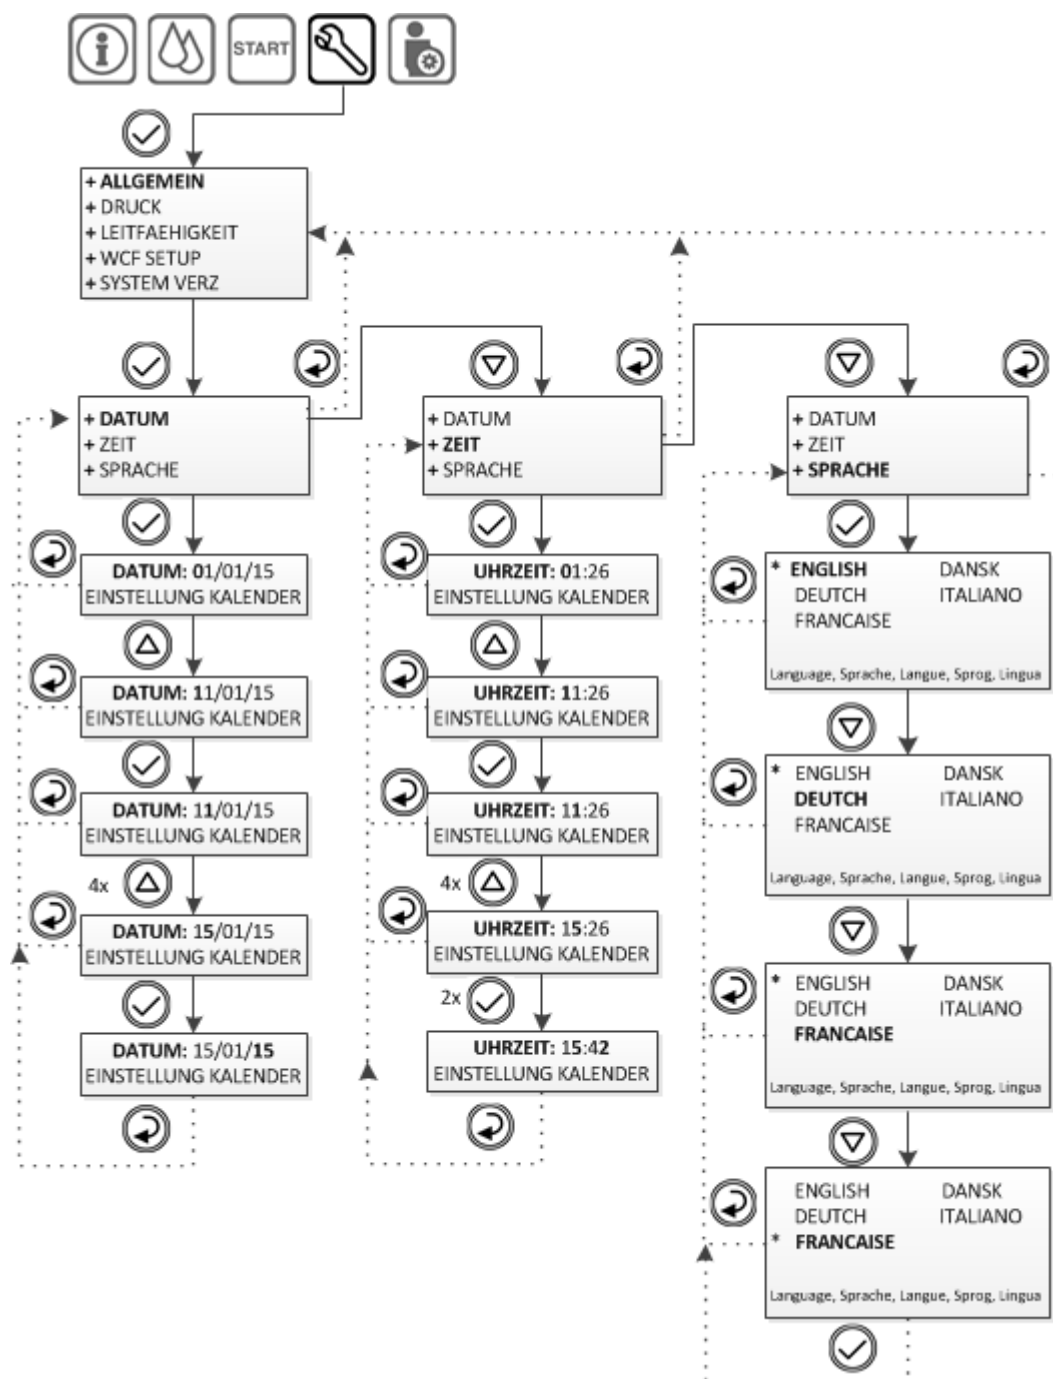 START
+ ALLGEMEIN
+ DRUCK
+ LEITFAEHIGKEIT
+ WCF SETUP
+ SYSTEM VERZ
+ DATUM
+ ZEIT
+ SPRACHE
DATUM: 01/01/15
EINSTELLUNG KALENDER
DATUM: 11/01/15
EINSTELLUNG KALENDER
DATUM: 11/01/15
EINSTELLUNG KALENDER
4x
DATUM: 15/01/15
EINSTELLUNG KALENDER
DATUM: 15/01/15
EINSTELLUNG KALENDER
+ DATUM
+ ZEIT
+ SPRACHE
UHRZEIT: 01:26
EINSTELLUNG KALENDER
UHRZEIT: 11:26
EINSTELLUNG KALENDER
UHRZEIT: 11:26
EINSTELLUNG KALENDER
4x
UHRZEIT: 15:26
EINSTELLUNG KALENDER
2x
UHRZEIT: 15:42
EINSTELLUNG KALENDER
+ DATUM
+ ZEIT
+ SPRACHE
* ENGLISH DANSK
DEUTCH ITALIANO
FRANCAISE
Language, Sprache, Langue, Sprog, Lingua
* ENGLISH DANSK
DEUTCH ITALIANO
FRANCAISE
Language, Sprache, Langue, Sprog, Lingua
* ENGLISH DANSK
DEUTCH ITALIANO
FRANCAISE
Language, Sprache, Langue, Sprog, Lingua
ENGLISH DANSK
DEUTCH ITALIANO
* FRANCAISE
Language, Sprache, Langue, Sprog, Lingua